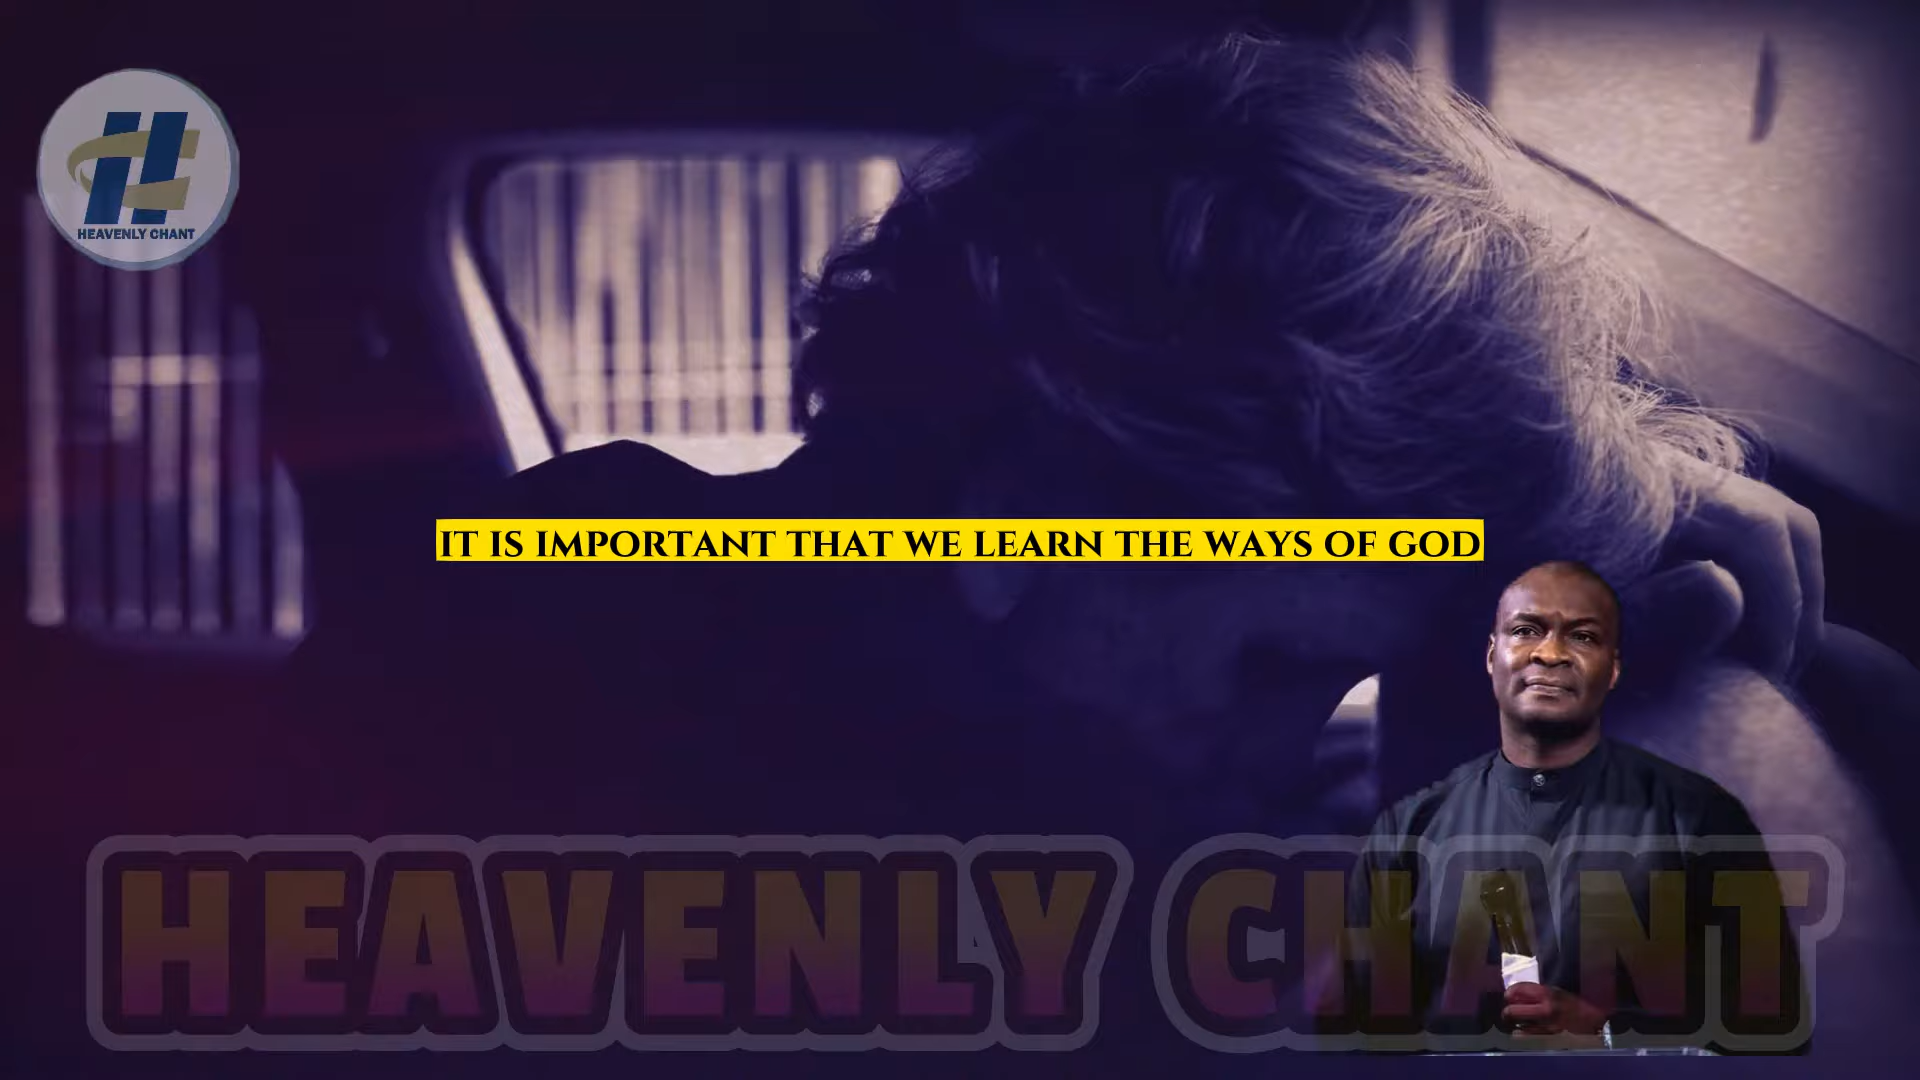 HEAVENLY CHANT
IT IS IMPORTANT THAT WE LEARN THE WAYS OF GOD
HEAVENLY CHANT